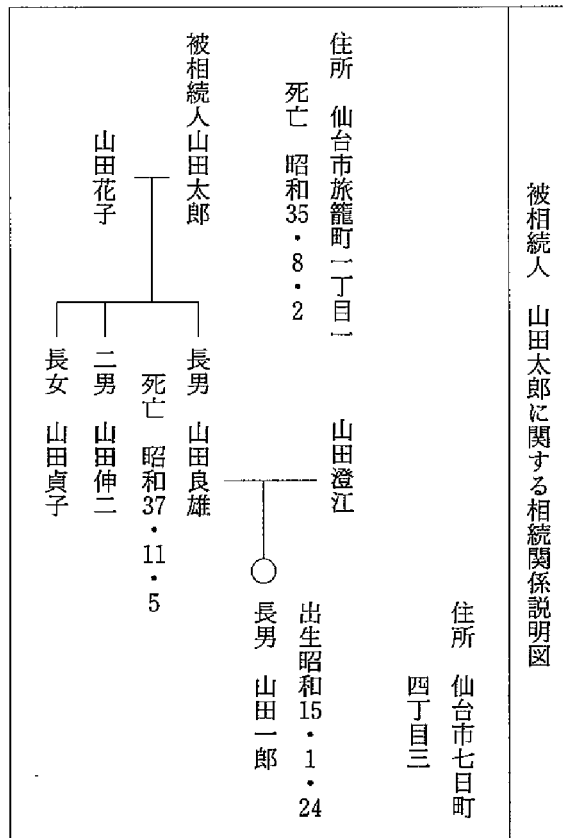 被相続人 山田太郎に関する相続関係説明図
住所 仙台市七日町
四丁目三
出生昭和15・1・24
長男 山田一郎
山田澄江
住所 仙台市旅籠町一丁目一
死亡 昭和35・8・2
長男 山田良雄
死亡 昭和37・11・5
二男 山田伸二
長女 山田貞子
被相続人山田太郎
山田花子